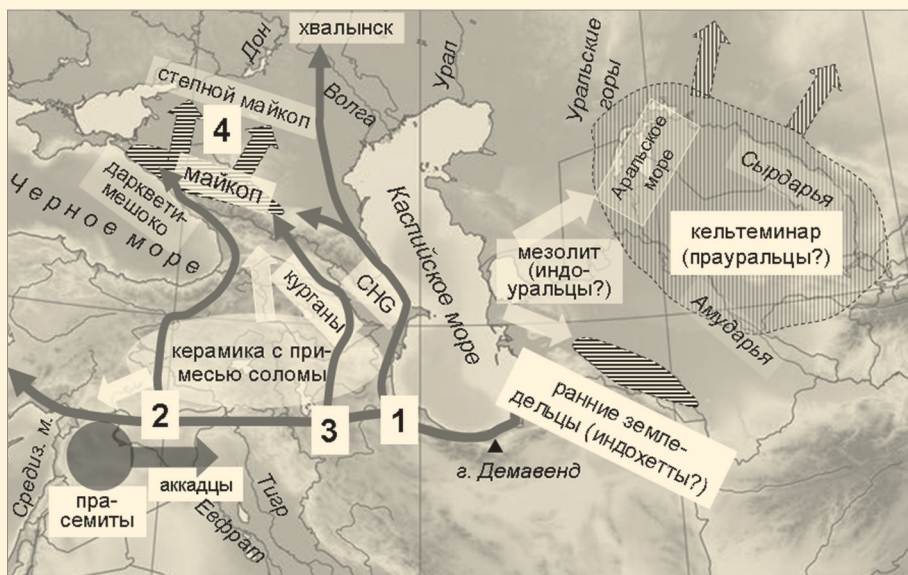 хвалынск
Дон
Урал
Уральские
горы
степной майкоп
Волга
4
Аральское
море
Сырдарья
дарквети-
мешоко
майкоп
Черное море
Каспийское море
мезолит
(индо-
уральцы?)
кельтеминар
(прауральцы?)
курганы
CHG
Амударья
керамика с при-
месью соломы
2
3
1
ранние земле-
дельцы (индохетты?)
г. Демавенд
Средиз. м.
пра-
семиты
аккадцы
Тигр
Евфрат